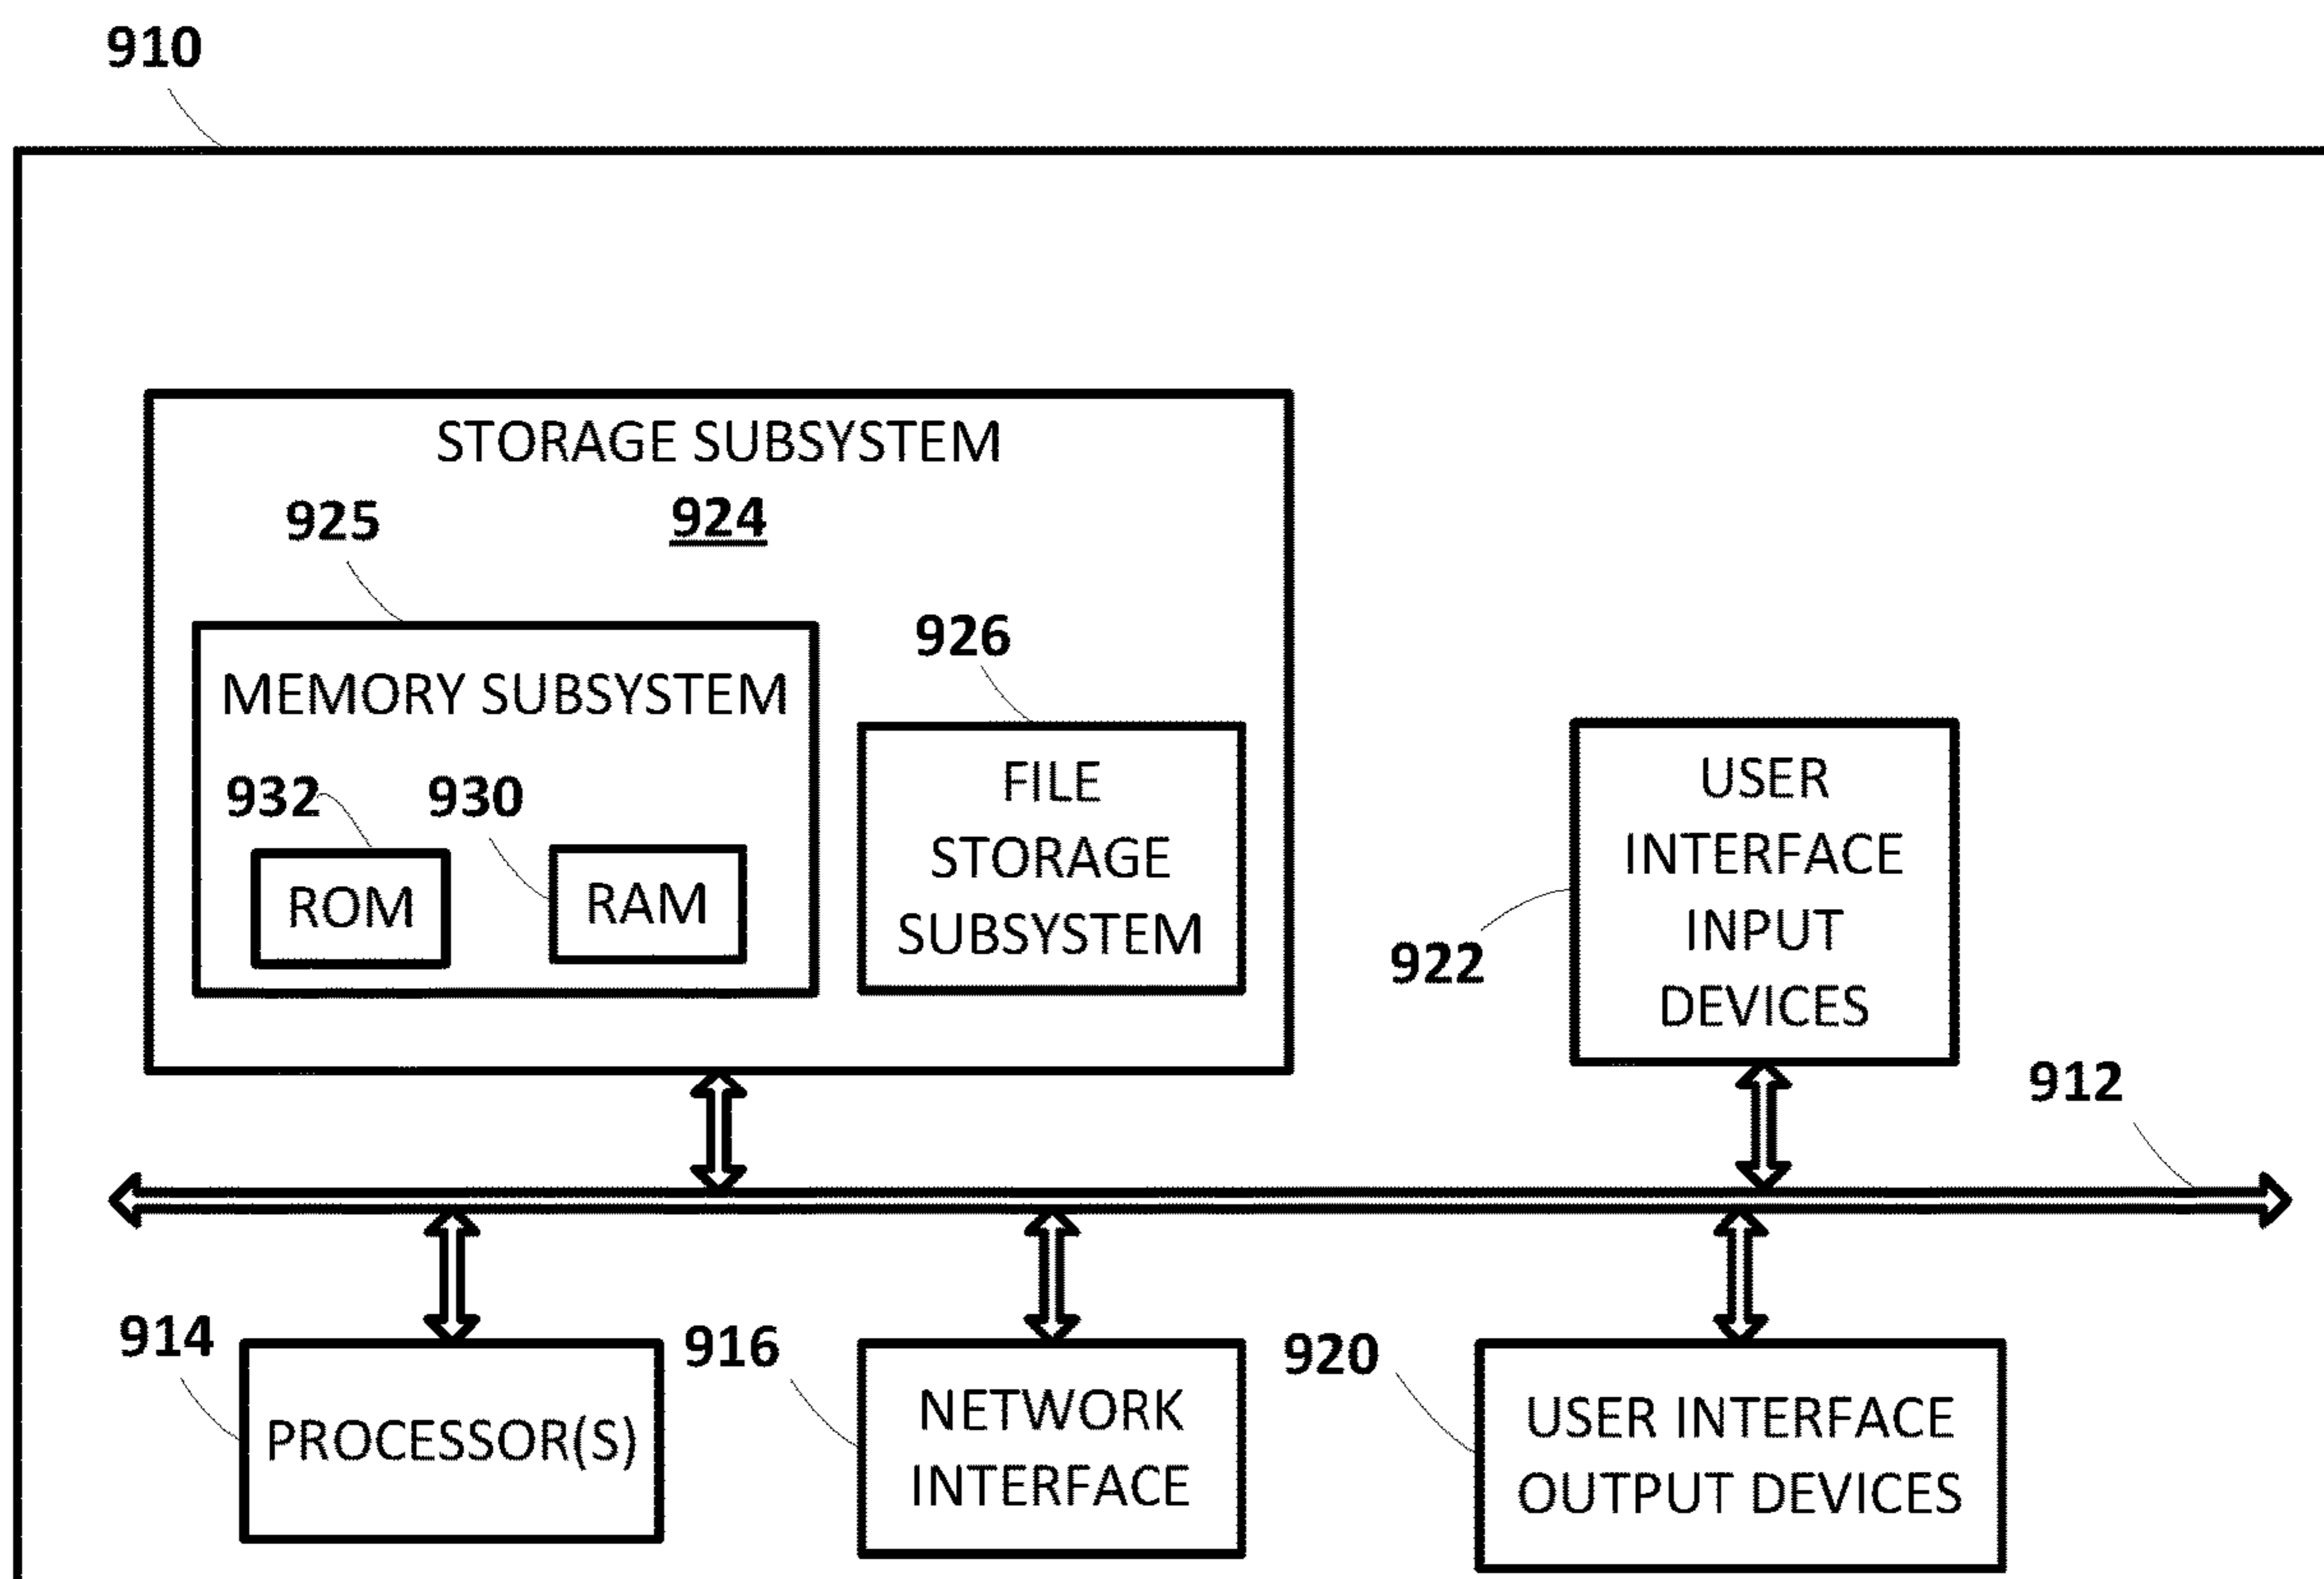 910
STORAGE SUBSYSTEM
924
925
MEMORY SUBSYSTEM
932
930
ROM
RAM
926
FILE
STORAGE
SUBSYSTEM
USER
INTERFACE
INPUT
DEVICES
922
912
914
PROCESSOR(S)
916
NETWORK
INTERFACE
920
USER INTERFACE
OUTPUT DEVICES